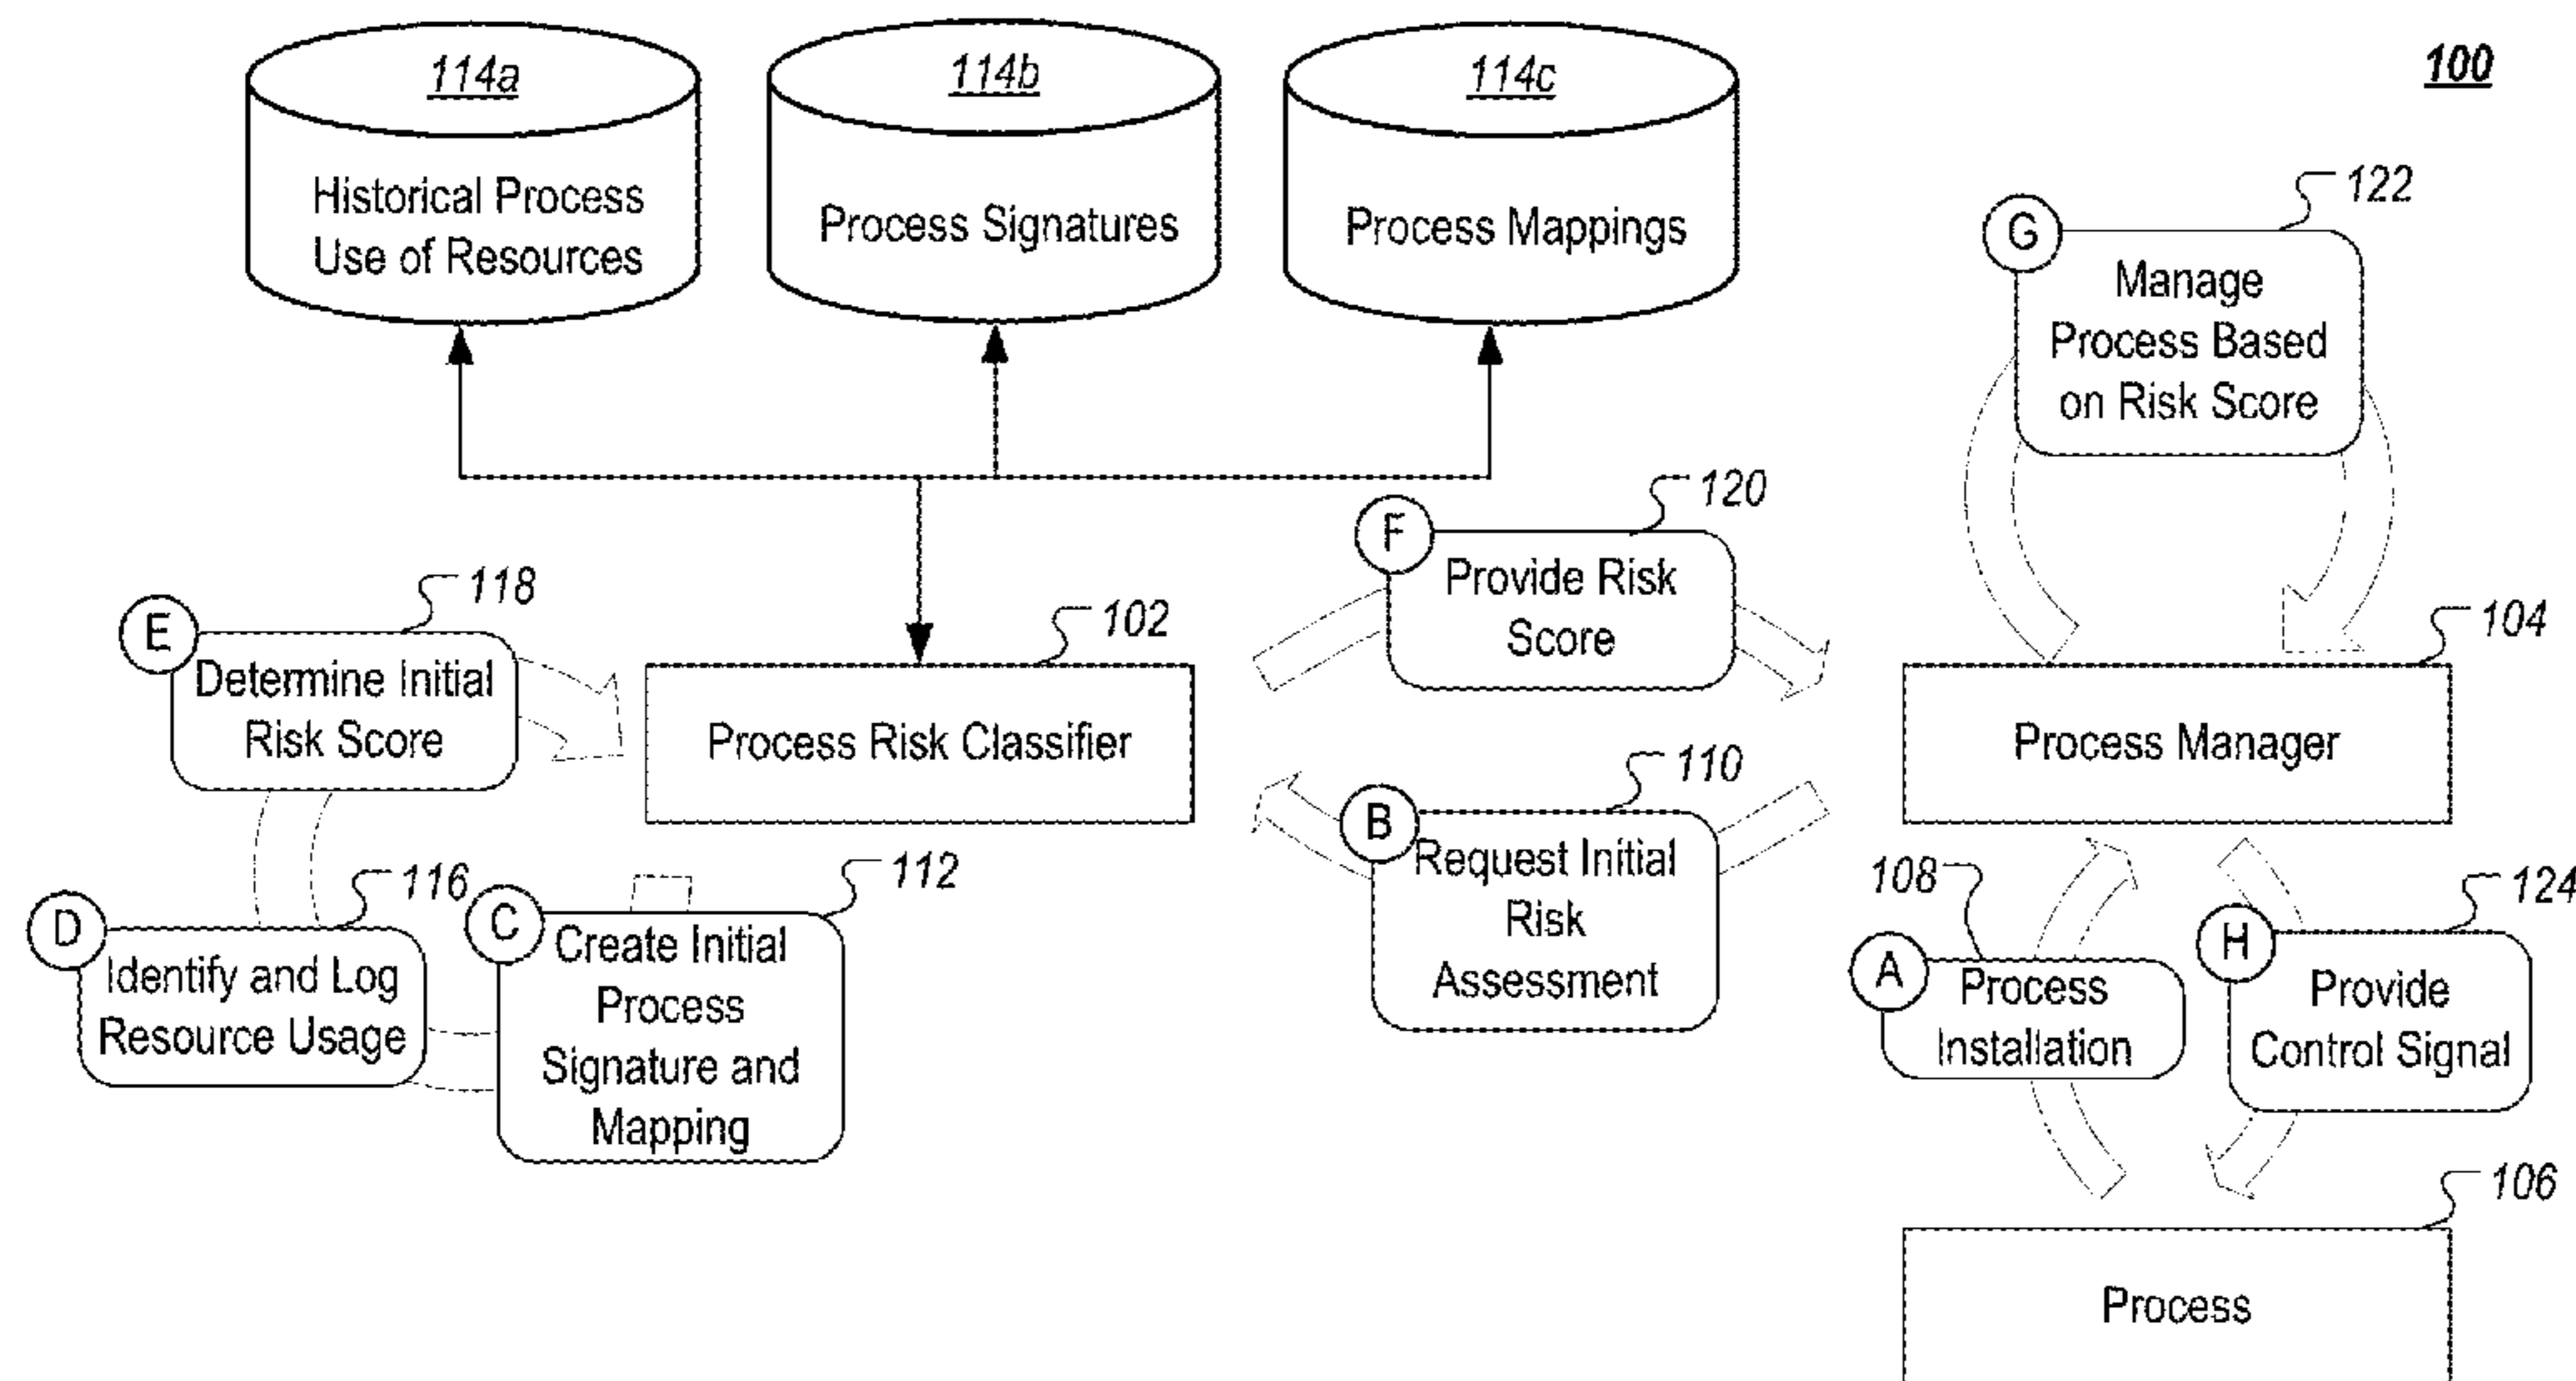 114a
Historical Process
Use of Resources
114b
Process Signatures
114c
Process Mappings
100
G
122
Manage
Process Based
on Risk Score
F
120
Provide Risk
Score
E
118
Determine Initial
Risk Score
102
Process Risk Classifier
104
Process Manager
B
110
Request Initial
Risk
Assessment
D
116
Identify and Log
Resource Usage
C
112
Create Initial
Process
Signature and
Mapping
108
A
Process
Installation
124
H
Provide
Control Signal
106
Process